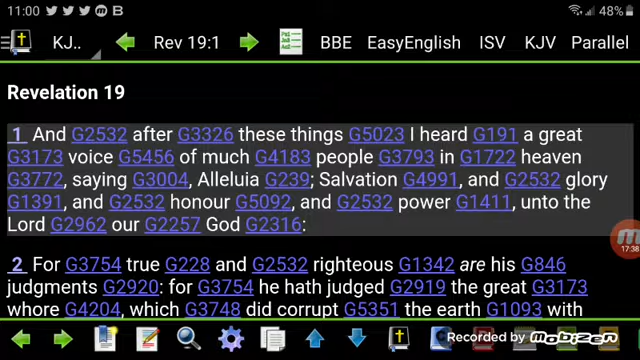 11:00 B 48%
KJ.. Rev 19:1 BBE EasyEnglish ISV KJV Parallel
Revelation 19
1 And G2532 after G3326 these things G5023 I heard G191 a great
G3173 voice G5456 of much G4183 people G3793 in G1722 heaven
G3772, saying G3004, Alleluia G239; Salvation G4991, and G2532 glory
G1391, and G2532 honour G5092, and G2532 power G1411, unto the
Lord G2962 our G2257 God G2316:
17:38
2 For G3754 true G228 and G2532 righteous G1342 are his G846
judgments G2920: for G3754 he hath judged G2919 the great G3173
whore G4204, which G3748 did corrupt G5351 the earth G1093 with
Recorded by mobizen